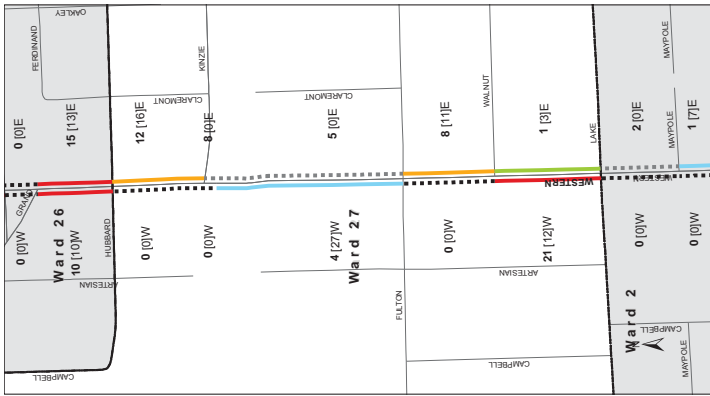 OAKLEY
FERDINAND
KINZIE
CLAREMONT
CLAREMONT
WALNUT
LAKE
MAYPOLE
MAYPOLE
0 [0]E
15 [13]E
12 [16]E
8 [0]E
5 [0]E
8 [11]E
1 [3]E
2 [0]E
1 [7]E
GRAND
WESTERN
WESTERN
0 [0]W
Ward 26
10 [10]W
HUBBARD
0 [0]W
0 [0]W
4 [27]W
Ward 27
0 [0]W
21 [12]W
0 [0]W
0 [0]W
ARTESIAN
ARTESIAN
FULTON
Ward 2
CAMPBELL
CAMPBELL
CAMPBELL
MAYPOLE